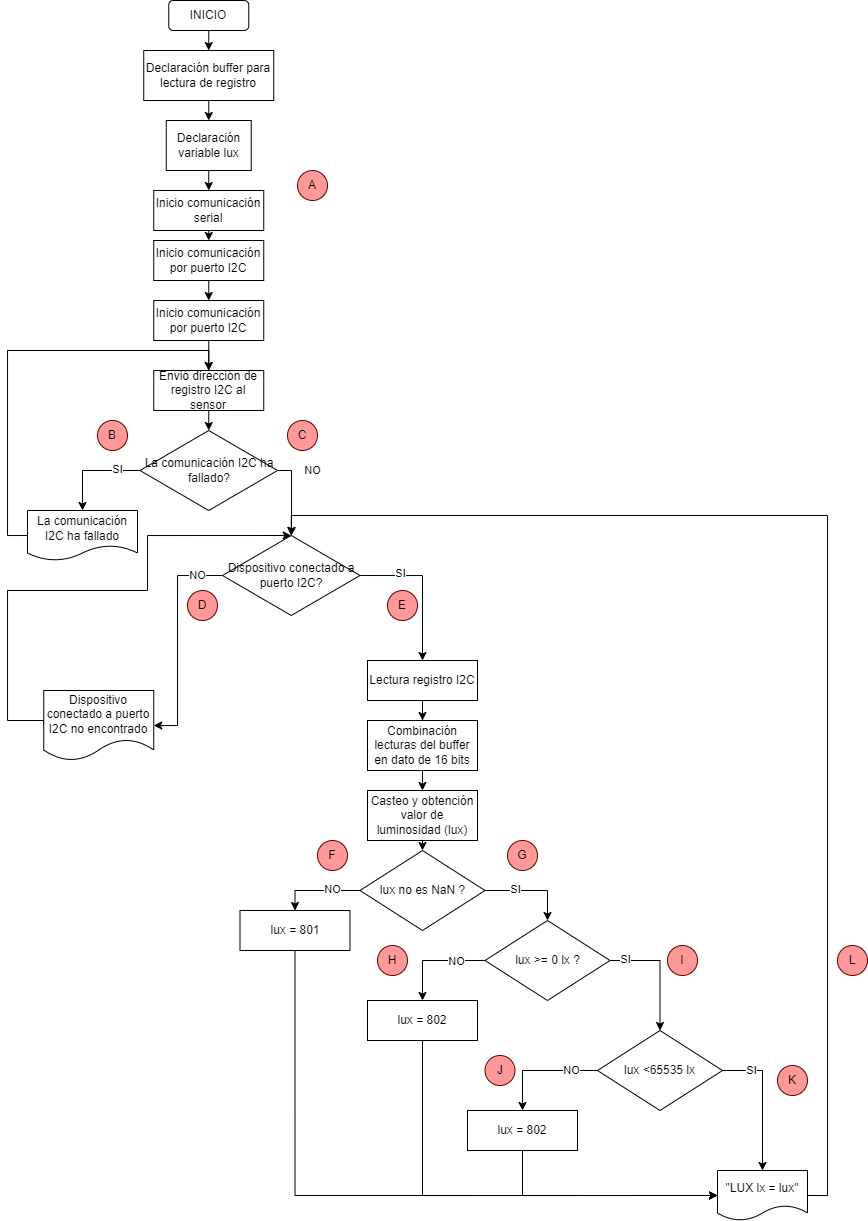 INICIO
Declaración buffer para
lectura de registro
Declaración
variable lux
A
Inicio comunicación
serial
Inicio comunicación
por puerto I2C
Inicio comunicación
por puerto I2C
Envio dirección de
registro I2C al
sensor
B
C
La comunicación I2C ha
fallado?
SI
NO
La comunicación
I2C ha fallado
Dispositivo conectado a
puerto I2C?
NO
SI
D
E
Lectura registro I2C
Dispositivo
conectado a puerto
I2C no encontrado
Combinación
lecturas del buffer
en dato de 16 bits
Casteo y obtención
valor de
luminosidad (lux)
F
G
lux no es NaN ?
NO
SI
lux = 801
H
lux >= 0 lx ?
NO
SI
I
L
lux = 802
J
lux <65535 lx
NO
SI
K
lux = 802
"LUX lx = lux"